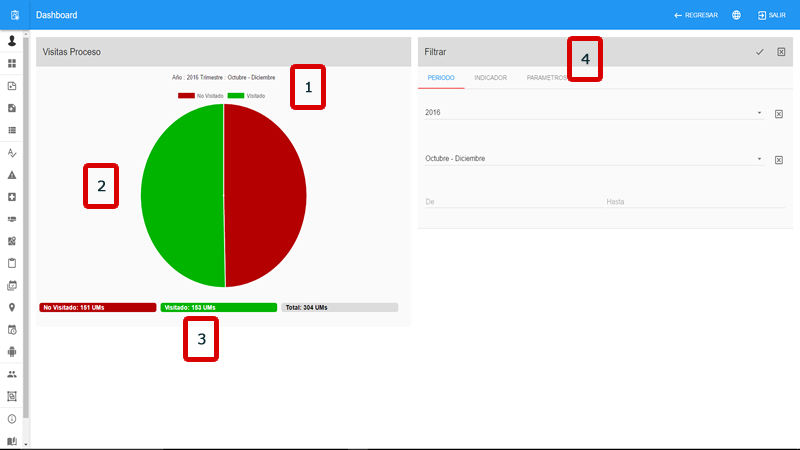 Dashboard
REGRESAR
SALIR
Visitas Proceso
Año : 2016 Trimestre : Octubre - Diciembre
No Visitado
Visitado
1
2
No Visitado: 151 UMs
Visitado: 153 UMs
Total: 304 UMs
3
Filtrar
4
PERIODO
INDICADOR
PARAMETROS
2016
Octubre - Diciembre
De
Hasta